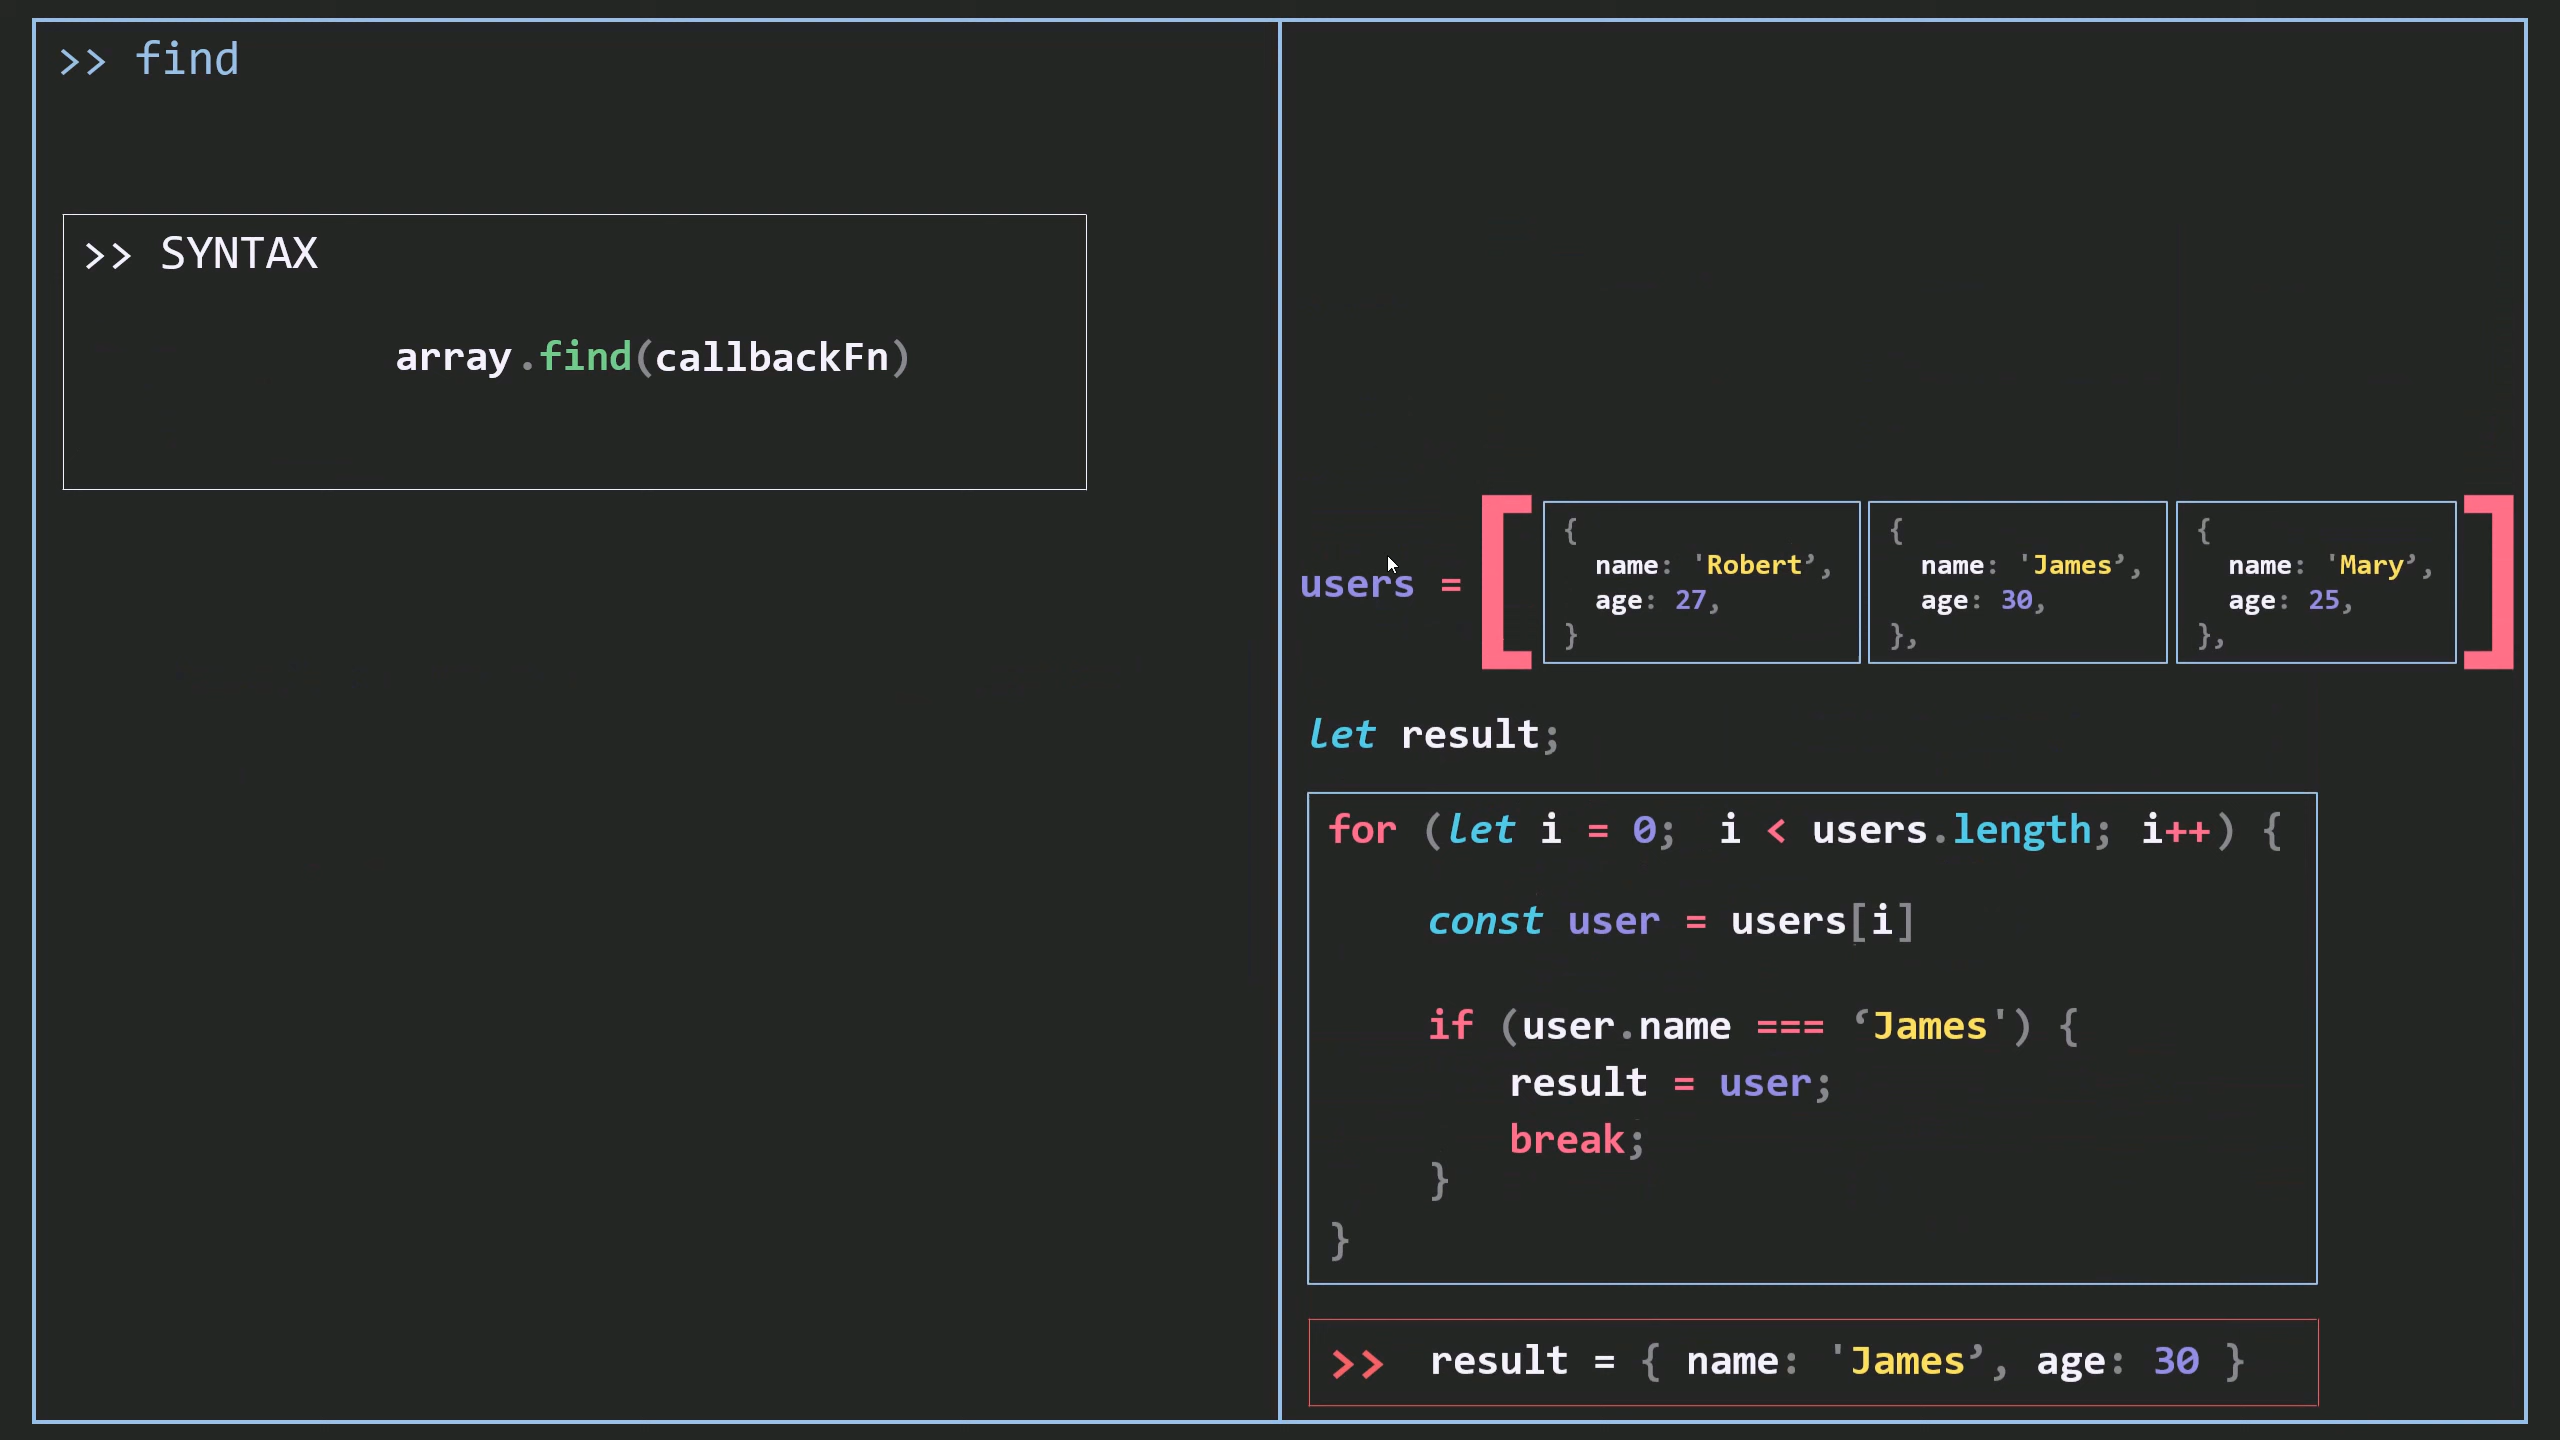 >> find
>> SYNTAX
array.find(callbackFn)
users = [
{
name: 'Robert’,
age: 27,
}
{
name: 'James’,
age: 30,
},
{
name: 'Mary’,
age: 25,
},
]
let result;
for (let i = 0; i < users.length; i++) {
const user = users[i]
if (user.name === ‘James') {
result = user;
break;
}
}
>> result = { name: 'James’, age: 30 }